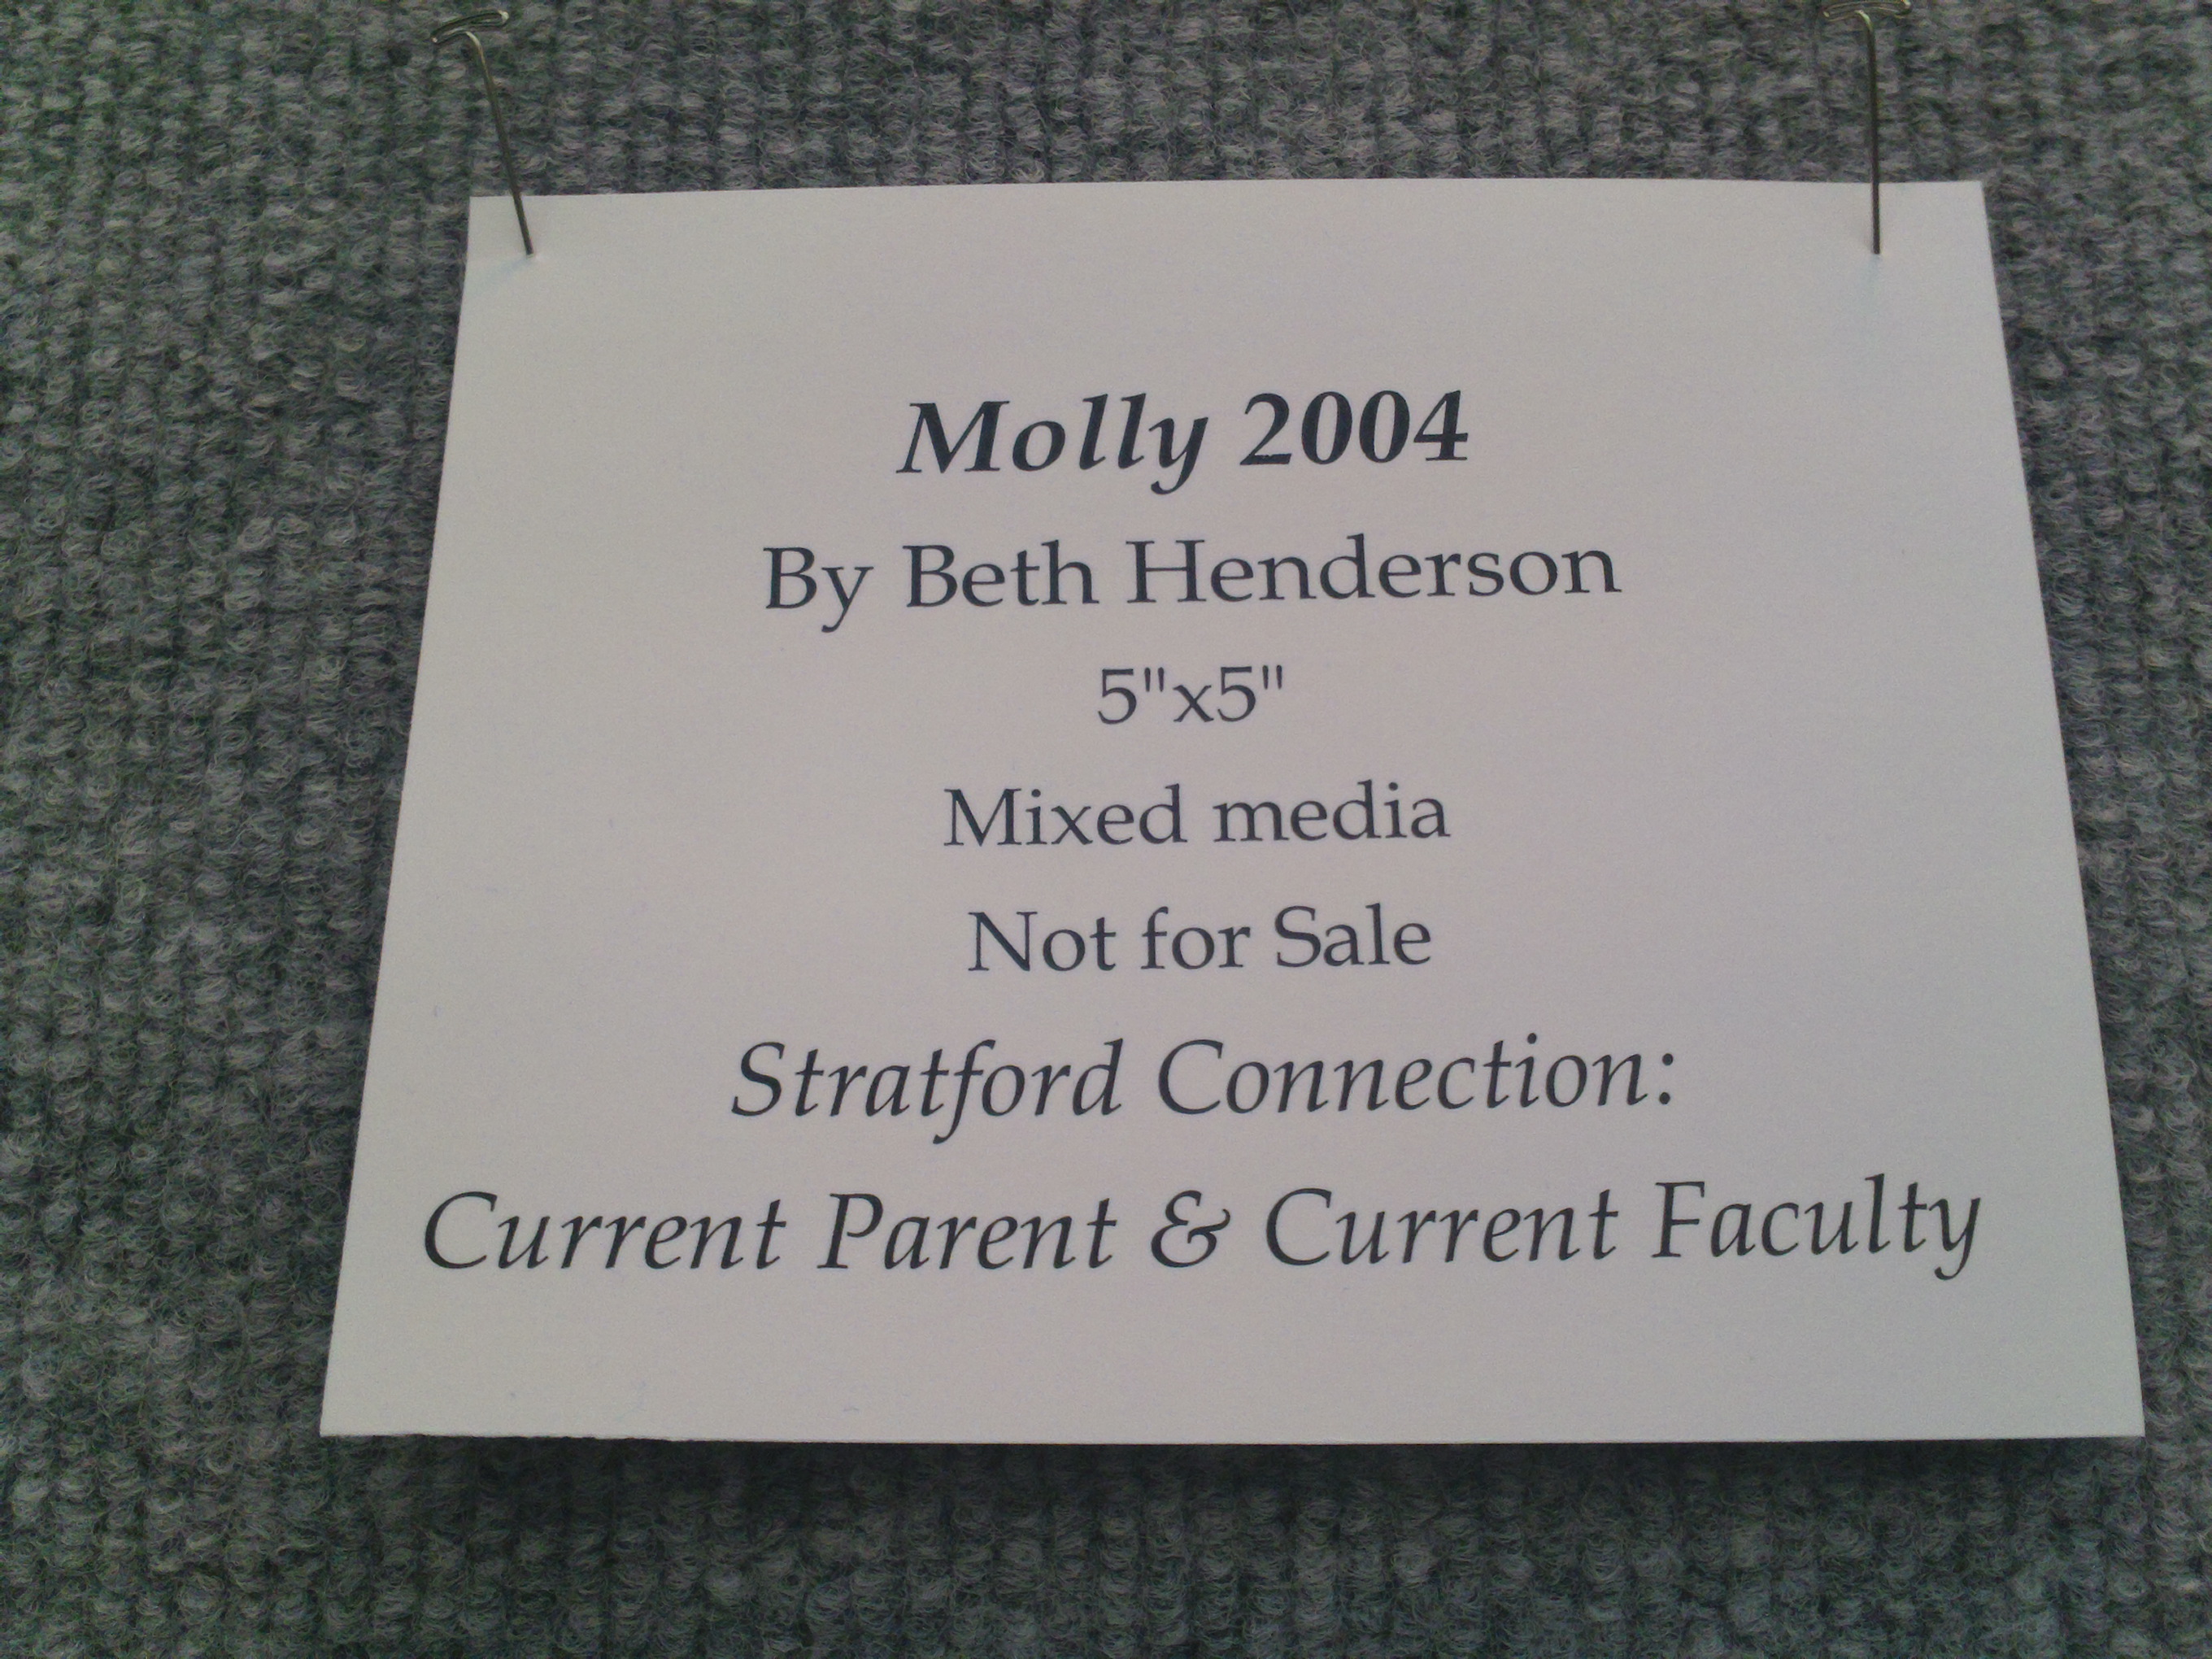 Molly 2004
By Beth Henderson
5"x5"
Mixed media
Not for Sale
Stratford Connection:
Current Parent & Current Faculty